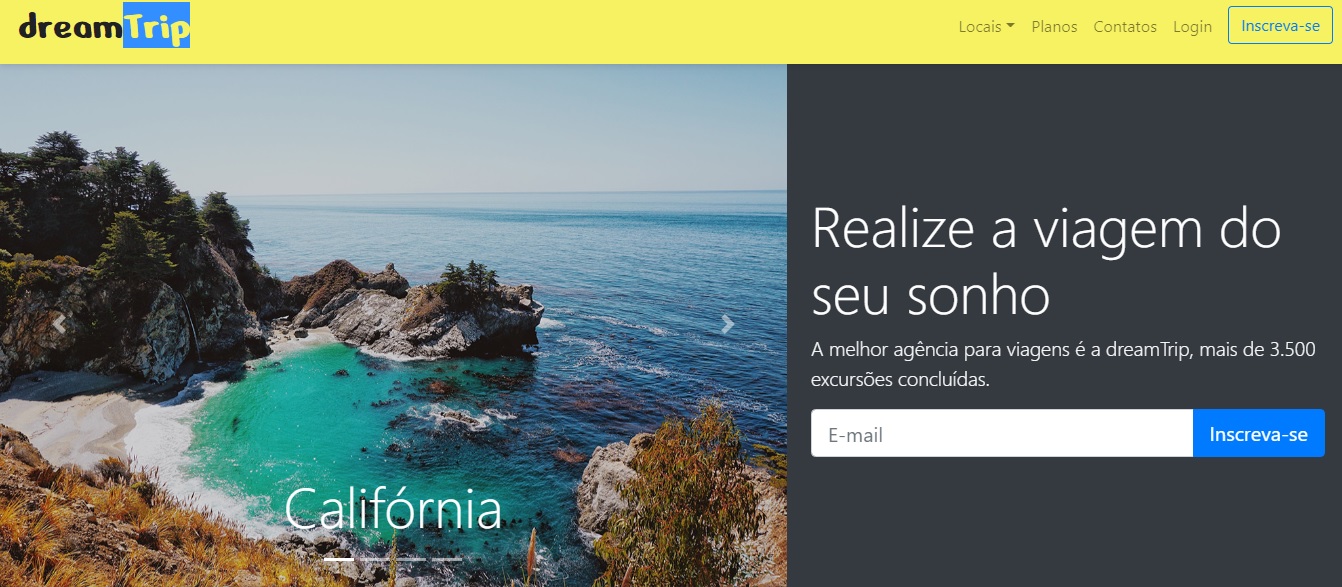 dreamTrip
Locais Planos Contatos Login Inscreva-se
Realize a viagem do
seu sonho
A melhor agência para viagens é a dreamTrip, mais de 3.500
excursões concluídas.
E-mail Inscreva-se
Califórnia